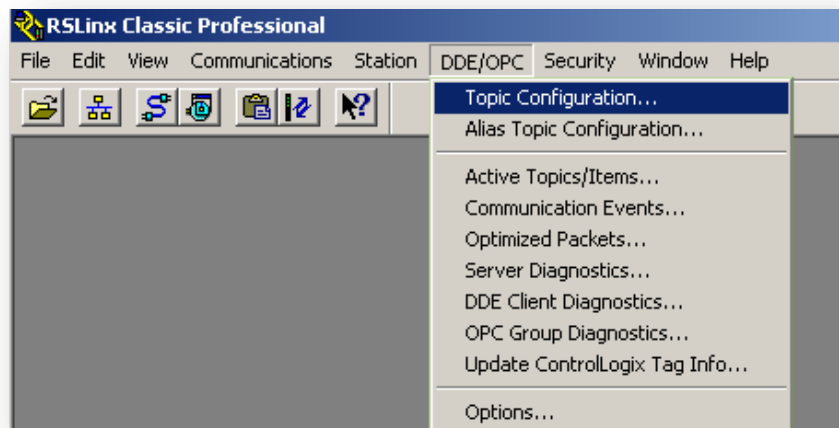 RSLinx Classic Professional
File Edit View Communications Station DDE/OPC Security Window Help
Topic Configuration...
Alias Topic Configuration...
Active Topics/Items...
Communication Events...
Optimized Packets...
Server Diagnostics...
DDE Client Diagnostics...
OPC Group Diagnostics...
Update ControlLogix Tag Info...
Options...